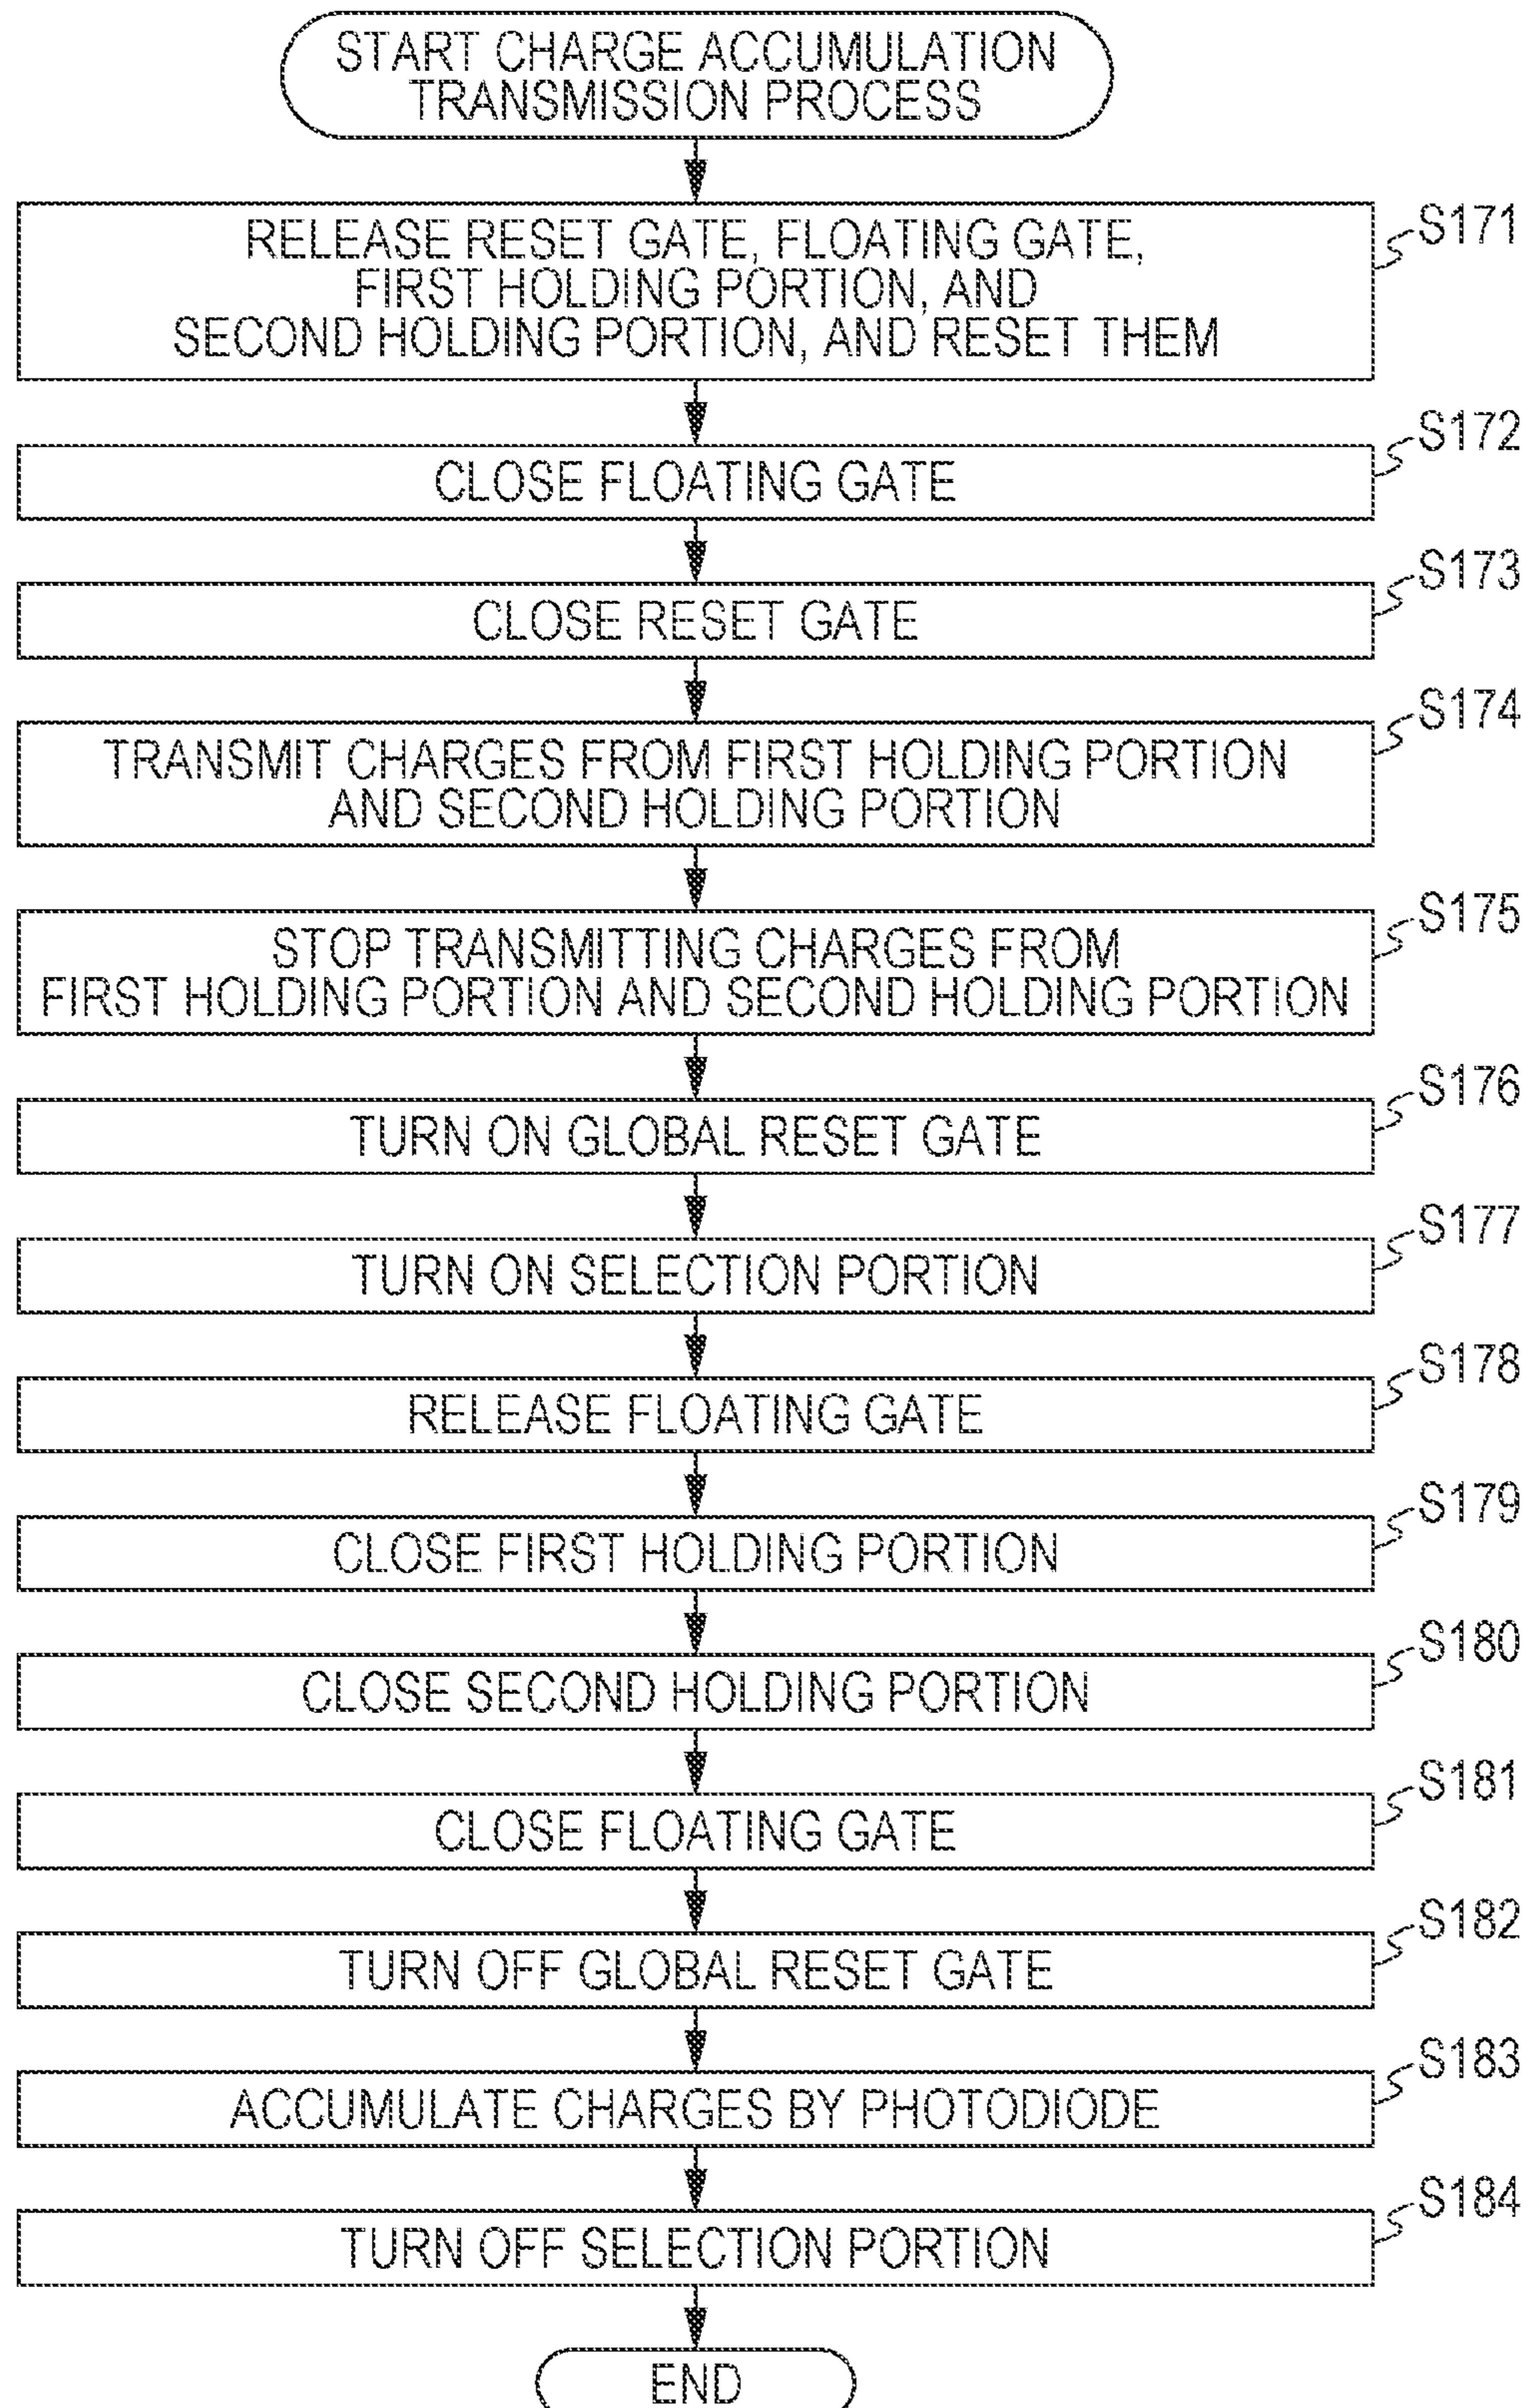 START CHARGE ACCUMULATION
TRANSMISSION PROCESS
RELEASE RESET GATE, FLOATING GATE,
FIRST HOLDING PORTION, AND
SECOND HOLDING PORTION, AND RESET THEM
S171
CLOSE FLOATING GATE
S172
CLOSE RESET GATE
S173
TRANSMIT CHARGES FROM FIRST HOLDING PORTION
AND SECOND HOLDING PORTION
S174
STOP TRANSMITTING CHARGES FROM
FIRST HOLDING PORTION AND SECOND HOLDING PORTION
S175
TURN ON GLOBAL RESET GATE
S176
TURN ON SELECTION PORTION
S177
RELEASE FLOATING GATE
S178
CLOSE FIRST HOLDING PORTION
S179
CLOSE SECOND HOLDING PORTION
S180
CLOSE FLOATING GATE
S181
TURN OFF GLOBAL RESET GATE
S182
ACCUMULATE CHARGES BY PHOTODIODE
S183
TURN OFF SELECTION PORTION
S184
END